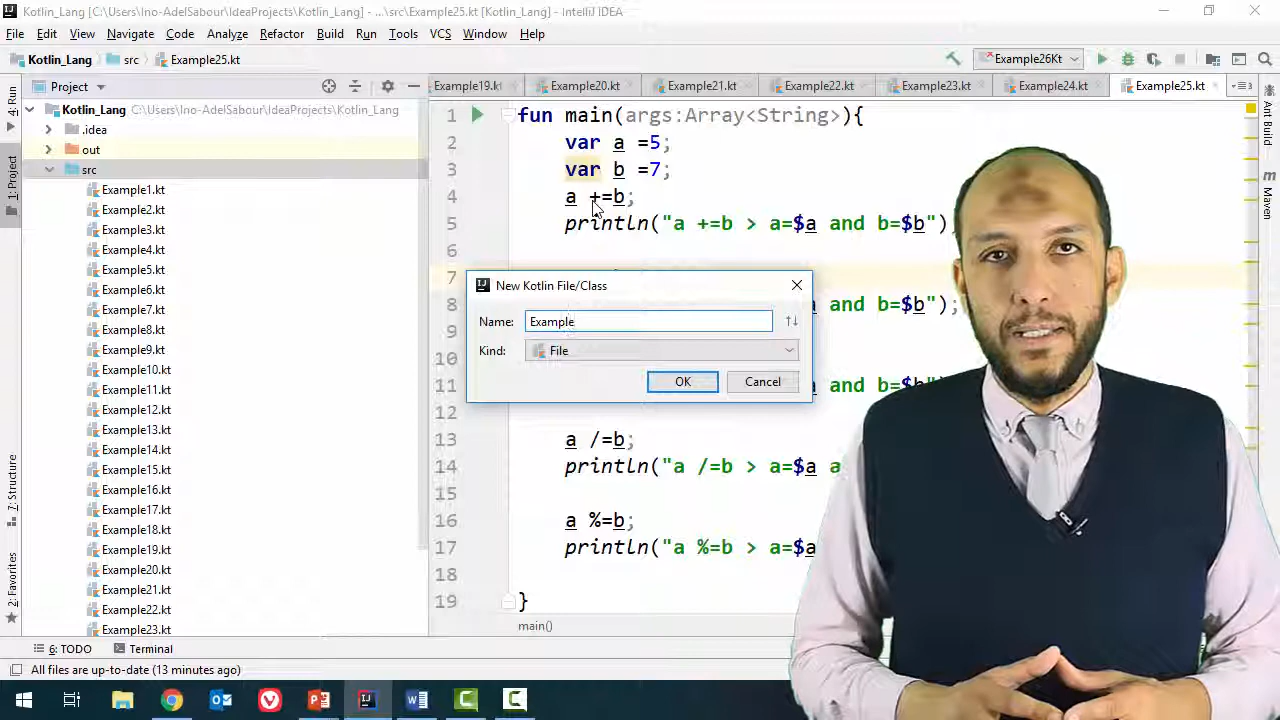 Kotlin_Lang [C:\Users\Ino-AdelSabour\IdeaProjects\Kotlin_Lang] - ...\src\Example25.kt [Kotlin_Lang] - IntelliJ IDEA
File Edit View Navigate Code Analyze Refactor Build Run Tools VCS Window Help
Kotlin_Lang src Example25.kt
Example26Kt
Project
Example19.kt Example20.kt Example21.kt Example22.kt Example23.kt Example24.kt Example25.kt
Kotlin_Lang C:\Users\Ino-AdelSabour\IdeaProjects\Kotlin_Lang
.idea
out
src
Example1.kt
Example2.kt
Example3.kt
Example4.kt
Example5.kt
Example6.kt
Example7.kt
Example8.kt
Example9.kt
Example10.kt
Example11.kt
Example12.kt
Example13.kt
Example14.kt
Example15.kt
Example16.kt
Example17.kt
Example18.kt
Example19.kt
Example20.kt
Example21.kt
Example22.kt
Example23.kt
4: Run
1: Project
7: Structure
2: Favorites
1 fun main(args:Array<String>){
2 var a =5;
3 var b =7;
4 a +=b;
5 println("a +=b > a=$a and b=$b")
6
7
8 a and b=$b");
9
10
11 a and b=$b")
13 a /=b;
14 println("a /=b > a=$a a
15
16 a %=b;
17 println("a %=b > a=$a
18
19 }
main()
New Kotlin File/Class
Name: Example
Kind: File
OK Cancel
Ant Build
Maven
6: TODO Terminal
All files are up-to-date (13 minutes ago)